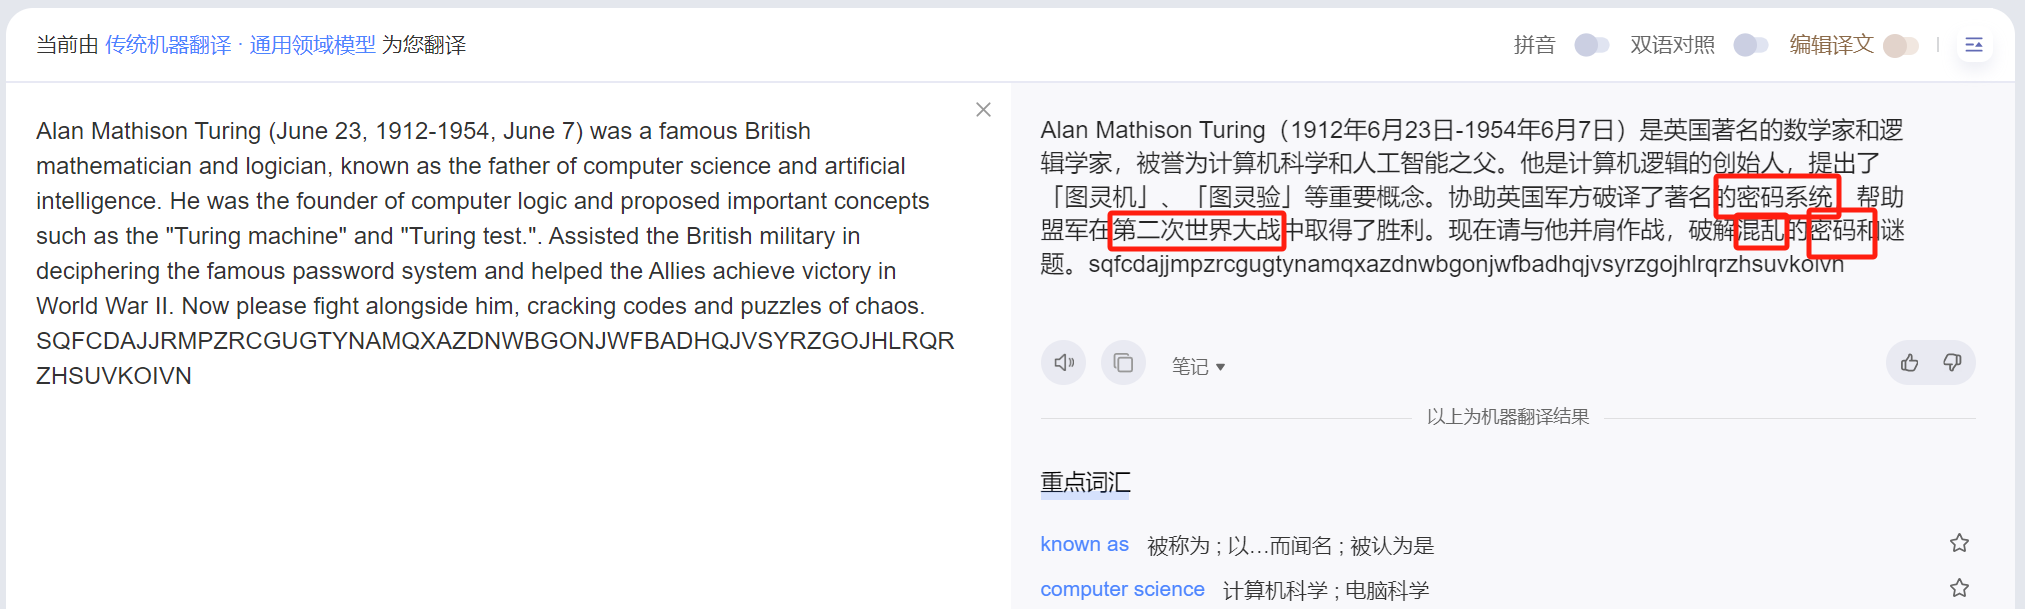 当前由 传统机器翻译 · 通用领域模型 为您翻译
拼音 双语对照 编辑译文
Alan Mathison Turing (June 23, 1912-1954, June 7) was a famous British
mathematician and logician, known as the father of computer science and artificial
intelligence. He was the founder of computer logic and proposed important concepts
such as the "Turing machine" and "Turing test.". Assisted the British military in
deciphering the famous password system and helped the Allies achieve victory in
World War II. Now please fight alongside him, cracking codes and puzzles of chaos.
SQFCDAJJRMPZRCGUGTYNAMQXAZDNWBGONJWFBADHQJVSYRZGOJHLRQR
ZHSUVKOIVN
Alan Mathison Turing（1912年6月23日-1954年6月7日）是英国著名的数学家和逻
辑学家，被誉为计算机科学和人工智能之父。他是计算机逻辑的创始人，提出了
「图灵机」、「图灵验」等重要概念。协助英国军方破译了著名的密码系统，帮助
盟军在第二次世界大战中取得了胜利。现在请与他并肩作战，破解混乱的密码和谜
题。sqfcdajjmpzrcgugtynamqxazdnwbgonjwfbadhqjvsyrzgojhlrqrzhsuvkoivn
笔记
以上为机器翻译结果
重点词汇
known as 被称为 ; 以…而闻名 ; 被认为是
computer science 计算机科学 ; 电脑科学